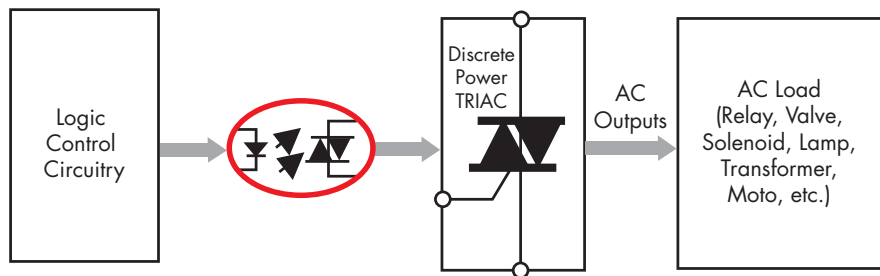 Logic
Control
Circuitry
Discrete
Power
TRIAC
AC
Outputs
AC Load
(Relay, Valve,
Solenoid, Lamp,
Transformer,
Moto, etc.)